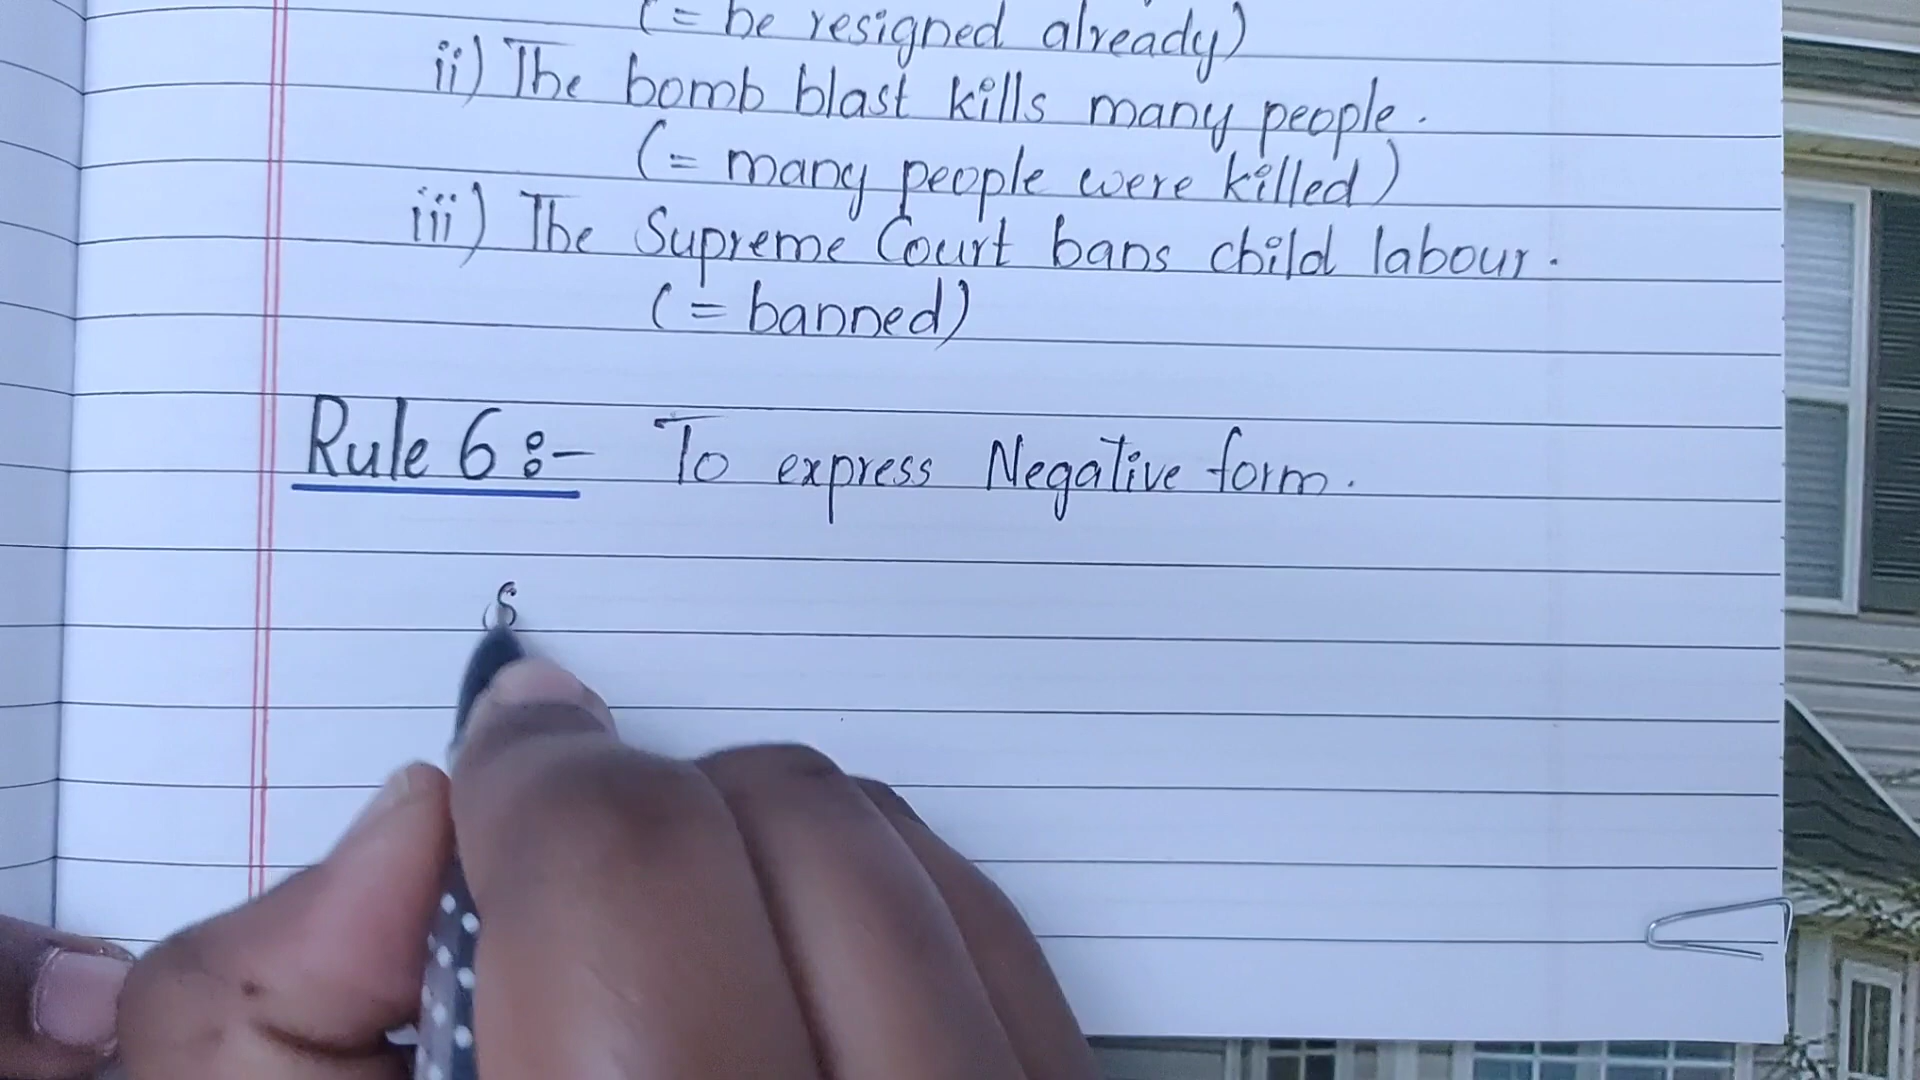 (= be resigned already)
ii) The bomb blast kills many people.
(= many people were killed)
iii) The Supreme Court bans child labour.
(= banned)
Rule 6 :- To express Negative form.
S